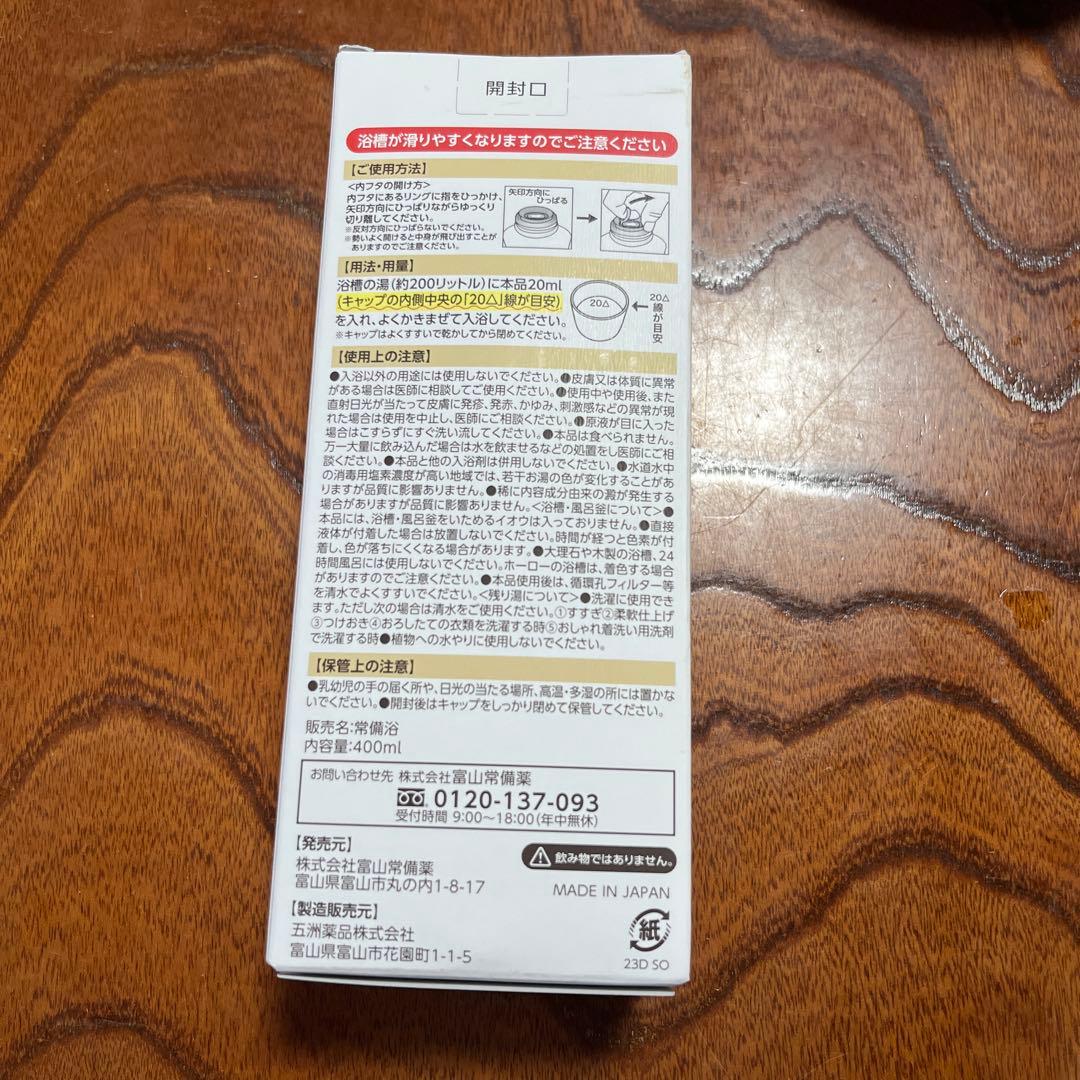 開封口
浴槽が滑りやすくなりますのでご注意ください
【ご使用方法】
<内フタの開け方>
内フタにあるリングに指をひっかけ、
矢印方向にひっぱりながらゆっくり
切り離してください。
※反対方向にひっぱらないでください。
※勢いよく開けると中身が飛び出すことが
ありますのでご注意ください。
矢印方向に
ひっぱる
【用法・用量】
浴槽の湯(約200リットル)に本品20ml
(キャップの内側中央の「20△」線が目安)
を入れ、よくかきまぜて入浴してください。
※キャップはよくすすいで乾かしてから閉めてください。
20△
20△線が目安
【使用上の注意】
●入浴以外の用途には使用しないでください。●皮膚又は体質に異常
がある場合は医師に相談してご使用ください。●使用中や使用後、また
直射日光が当たって皮膚に発疹、発赤、かゆみ、刺激感などの異常が現
れた場合は使用を中止し、医師にご相談ください。●原液が目に入った
場合はこすらずにすぐ洗い流してください。●本品は食べられません。
万一大量に飲み込んだ場合は水を飲ませるなどの処置をし医師にご相
談ください。●本品と他の入浴剤は併用しないでください。●水道水中
の消毒用塩素濃度が高い地域では、若干お湯の色が変化することがあ
りますが品質に影響ありません。●稀に内容成分由来の澱が発生する
場合がありますが品質に影響ありません。<浴槽・風呂釜について>●
本品には、浴槽・風呂釜をいためるイオウは入っておりません。●直接
液体が付着した場合は放置しないでください。時間が経つと色素が付
着し、色が落ちにくくなる場合があります。●大理石や木製の浴槽、24
時間風呂には使用しないでください。ホーローの浴槽は、着色する場合
がありますのでご注意ください。●本品使用後は、循環孔フィルター等
を清水でよくすすいでください。<残り湯について>●洗濯に使用でき
ます。ただし次の場合は清水をご使用ください。①すすぎ②柔軟仕上げ
③つけおき④おろしたての衣類を洗濯する時⑤おしゃれ着洗い用洗剤
で洗濯する時●植物への水やりに使用しないでください。
【保管上の注意】
●乳幼児の手の届く所や、日光の当たる場所、高温・多湿の所には置かな
いでください。●開封後はキャップをしっかり閉めて保管してください。
販売名:常備浴
内容量:400ml
お問い合わせ先 株式会社富山常備薬
0120-137-093
受付時間 9:00~18:00(年中無休)
【発売元】
株式会社富山常備薬
富山県富山市丸の内1-8-17
飲み物ではありません。
MADE IN JAPAN
【製造販売元】
五洲薬品株式会社
富山県富山市花園町1-1-5
紙
23D SO